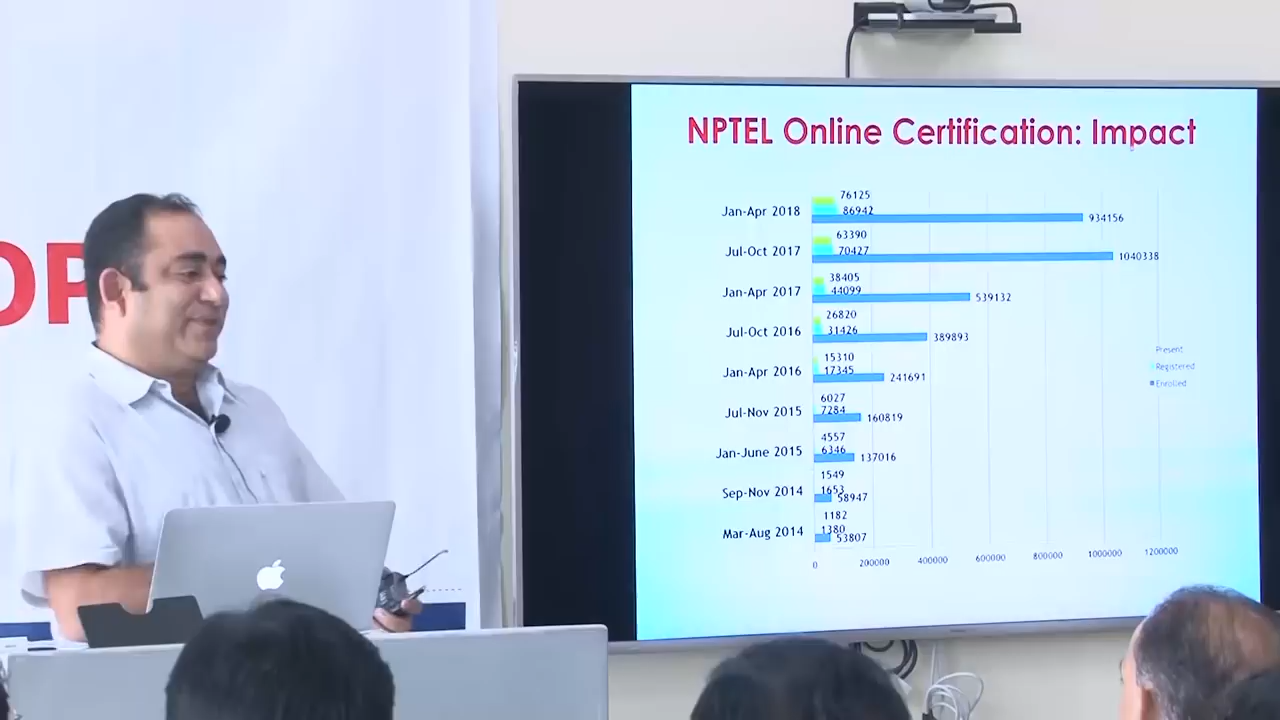 OP
NPTEL Online Certification: Impact
Jan-Apr 2018
76125
86942
934156
Jul-Oct 2017
63390
70427
1040338
Jan-Apr 2017
38405
44099
539132
Jul-Oct 2016
26820
31426
389893
Jan-Apr 2016
15310
17345
241691
Jul-Nov 2015
6027
7284
160819
Jan-June 2015
4557
6346
137016
Sep-Nov 2014
1549
1653
58947
Mar-Aug 2014
1182
1380
53807
0 200000 400000 600000 800000 1000000 1200000
Present
Registered
Enrolled